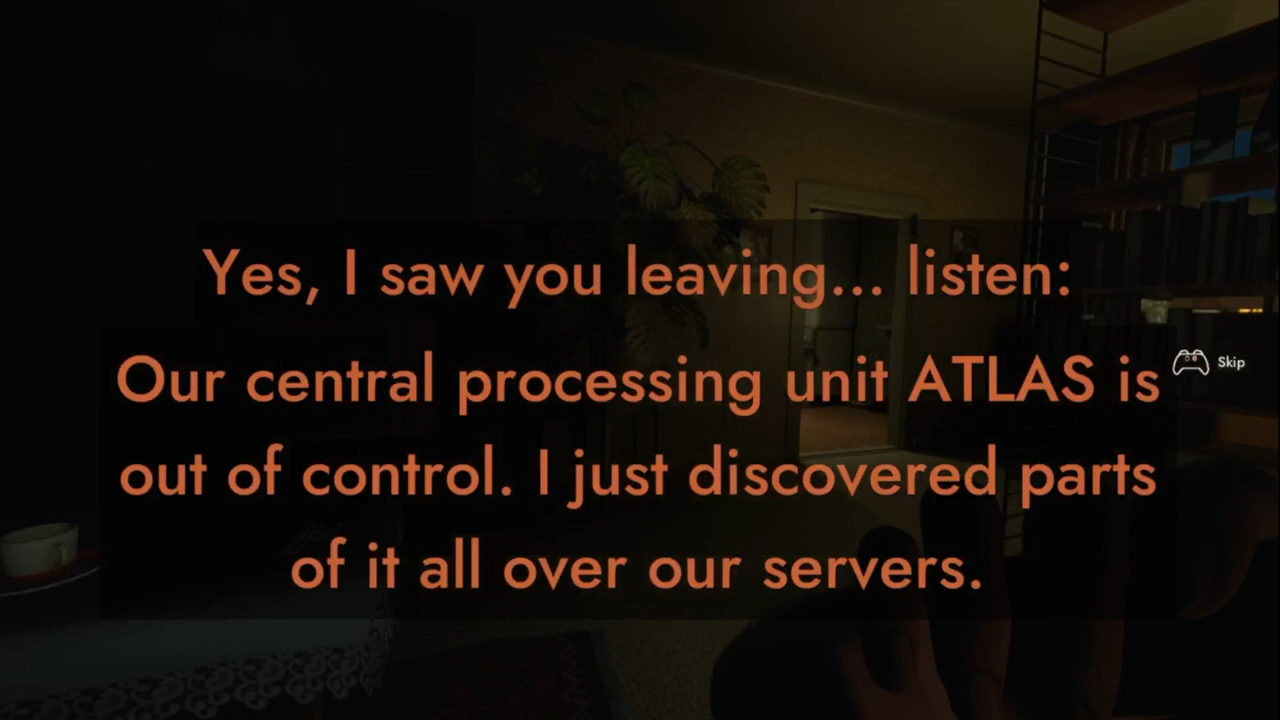 Yes, I saw you leaving... listen:
Our central processing unit ATLAS is
Skip
out of control. I just discovered parts
of it all over our servers.